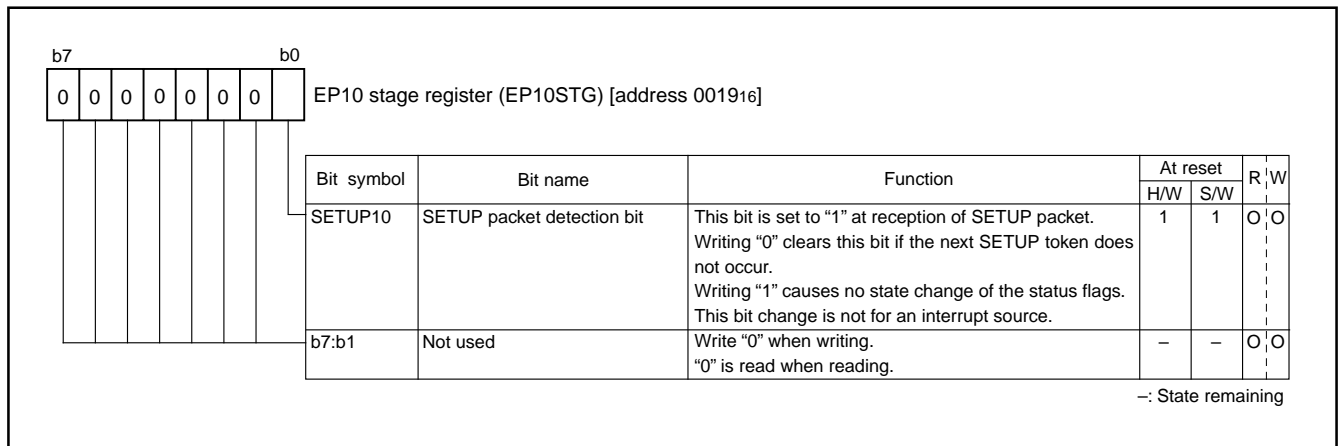 b7 b0
0 0 0 0 0 0 0 EP10 stage register (EP10STG) [address 001916]
Bit symbol Bit name Function At reset R W
H/W S/W
SETUP10 SETUP packet detection bit This bit is set to “1” at reception of SETUP packet. 1 1 O O
Writing “0” clears this bit if the next SETUP token does
not occur.
Writing “1” causes no state change of the status flags.
This bit change is not for an interrupt source.
b7:b1 Not used Write “0” when writing. – – O O
“0” is read when reading.
–: State remaining